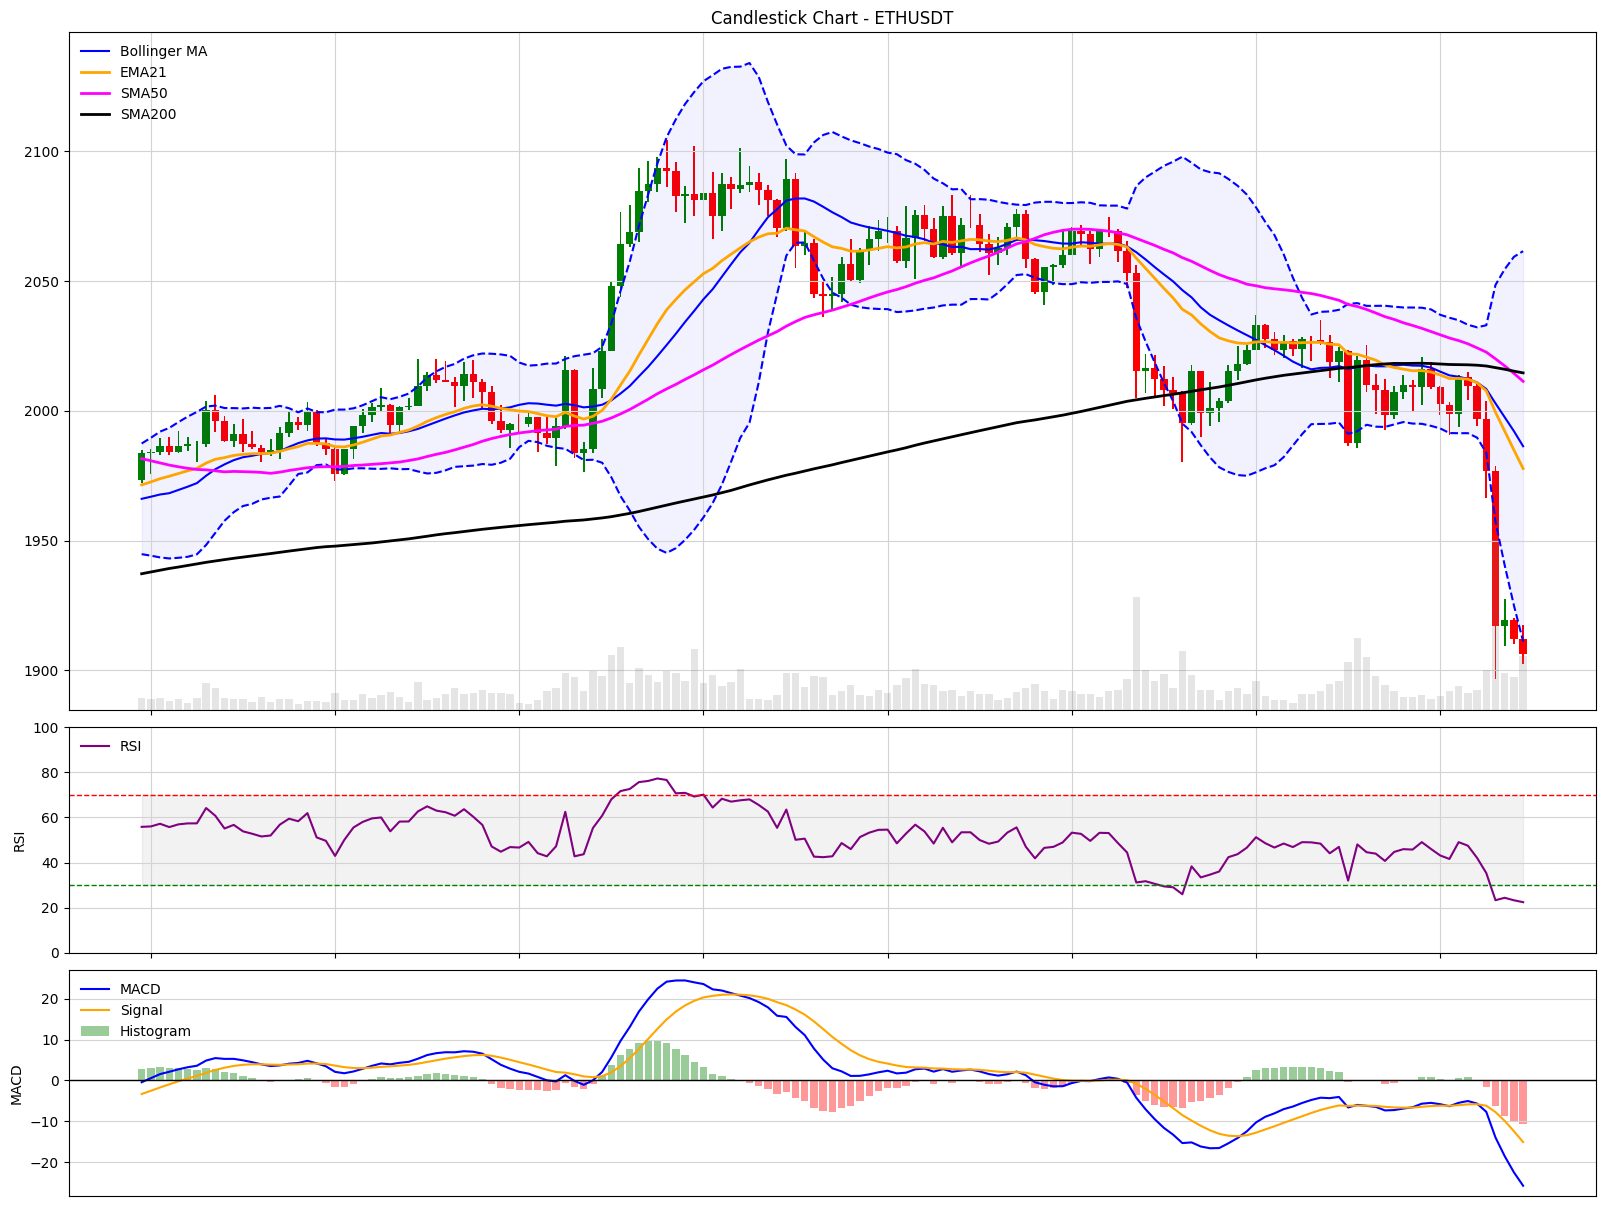 Candlestick Chart - ETHUSDT
Bollinger MA
EMA21
SMA50
SMA200
2100
2050
2000
1950
1900
100
80
60
40
20
0
RSI
RSI
MACD
Signal
Histogram
20
10
0
−10
−20
MACD